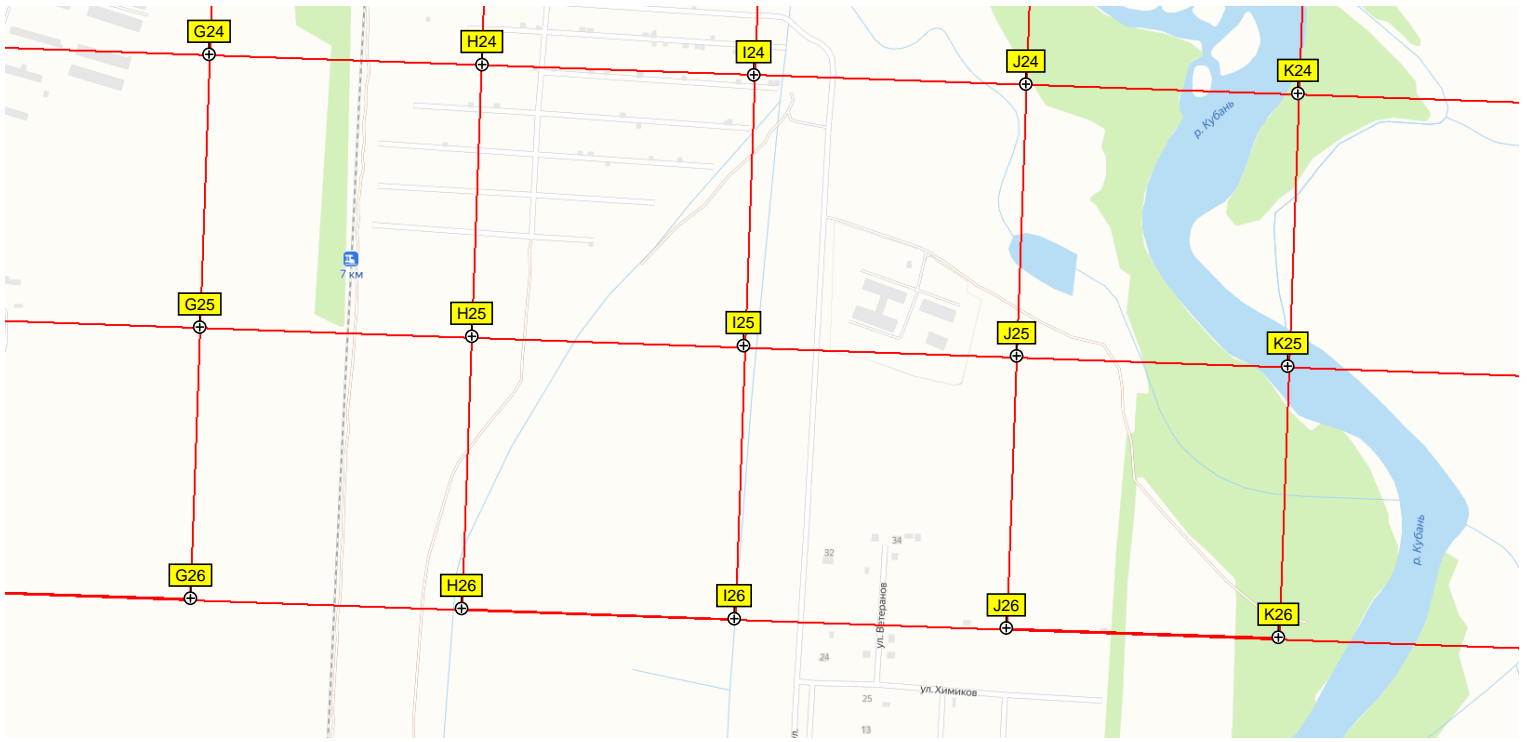 G24
H24
I24
J24
K24
р. Кубань
7 км
G25
H25
I25
J25
K25
р. Кубань
32
34
G26
H26
I26
J26
K26
ул. Ветеранов
24
25
ул. Химиков
13
ул.